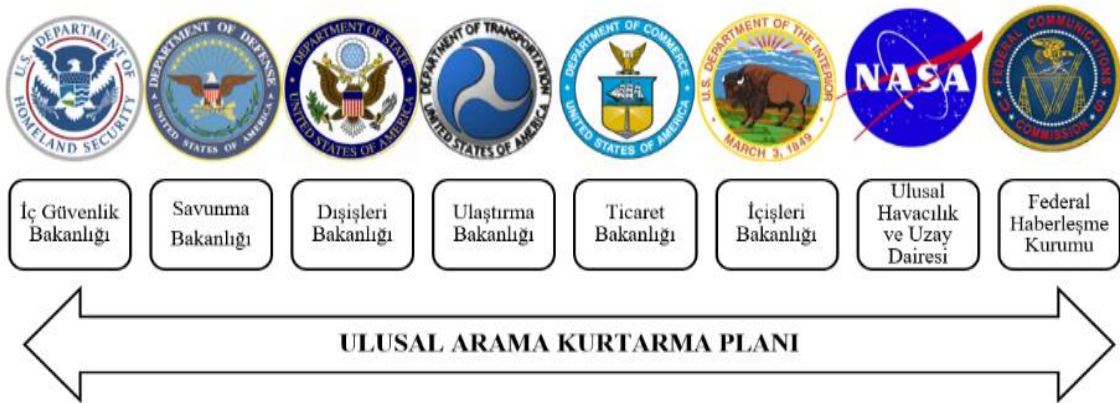 U.S. DEPARTMENT OF
HOMELAND SECURITY
DEPARTMENT OF DEFENSE
UNITED STATES OF AMERICA
DEPARTMENT OF STATE
UNITED STATES OF AMERICA
DEPARTMENT OF TRANSPORTATION
UNITED STATES OF AMERICA
DEPARTMENT OF COMMERCE
UNITED STATES OF AMERICA
U.S. DEPARTMENT OF THE INTERIOR
MARCH 3, 1849
NASA
FEDERAL COMMUNICATIONS
COMMISSION
İç Güvenlik
Bakanlığı
Savunma
Bakanlığı
Dışişleri
Bakanlığı
Ulaştırma
Bakanlığı
Ticaret
Bakanlığı
İçişleri
Bakanlığı
Ulusal
Havacılık
ve Uzay
Dairesi
Federal
Haberleşme
Kurumu
ULUSAL ARAMA KURTARMA PLANI